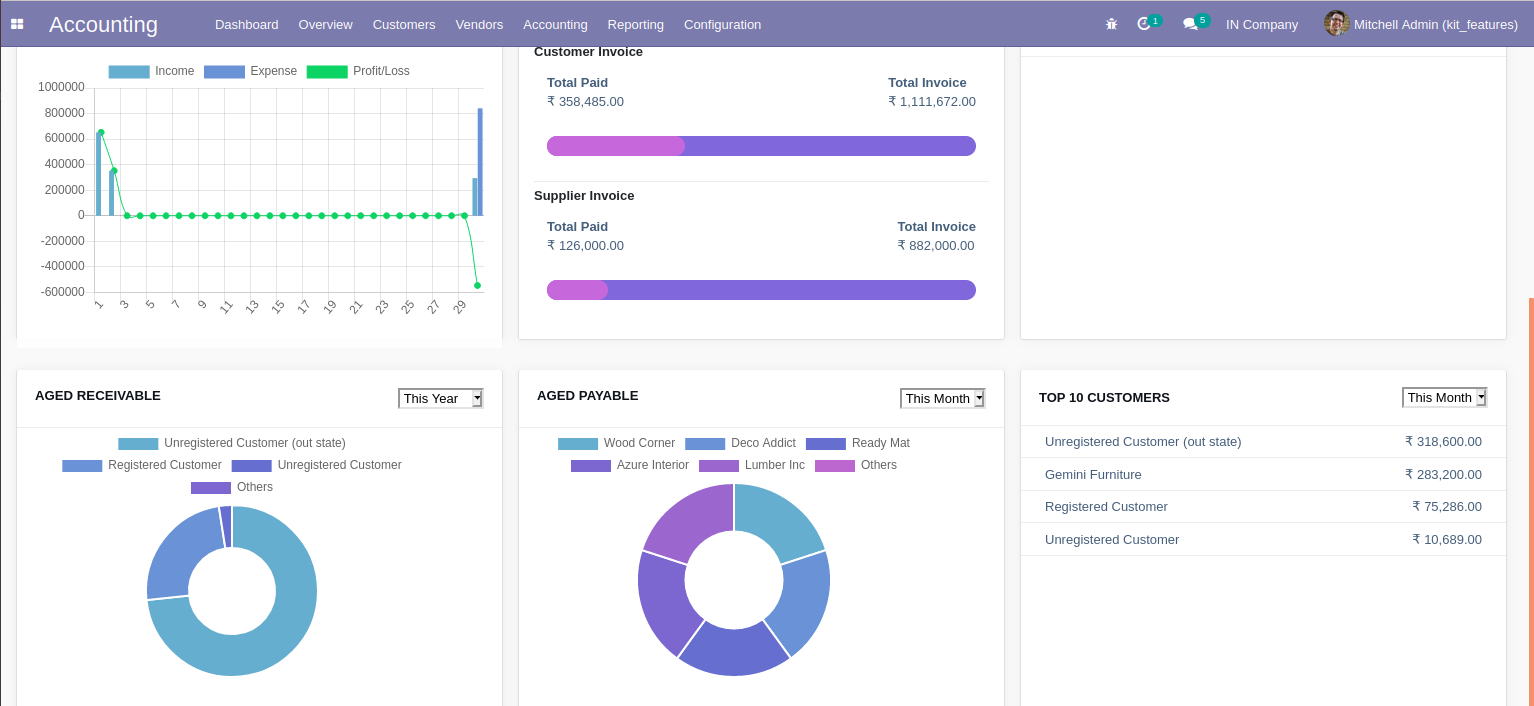 Accounting Dashboard Overview Customers Vendors Accounting Reporting Configuration 1 5 IN Company Mitchell Admin (kit_features)
Income Expense Profit/Loss
1000000
800000
600000
400000
200000
0
-200000
-400000
-600000
1 3 5 7 9 11 13 15 17 19 21 23 25 27 29
Customer Invoice
Total Paid Total Invoice
₹ 358,485.00 ₹ 1,111,672.00
Supplier Invoice
Total Paid Total Invoice
₹ 126,000.00 ₹ 882,000.00
AGED RECEIVABLE This Year
Unregistered Customer (out state)
Registered Customer Unregistered Customer
Others
AGED PAYABLE This Month
Wood Corner Deco Addict Ready Mat
Azure Interior Lumber Inc Others
TOP 10 CUSTOMERS This Month
Unregistered Customer (out state) ₹ 318,600.00
Gemini Furniture ₹ 283,200.00
Registered Customer ₹ 75,286.00
Unregistered Customer ₹ 10,689.00